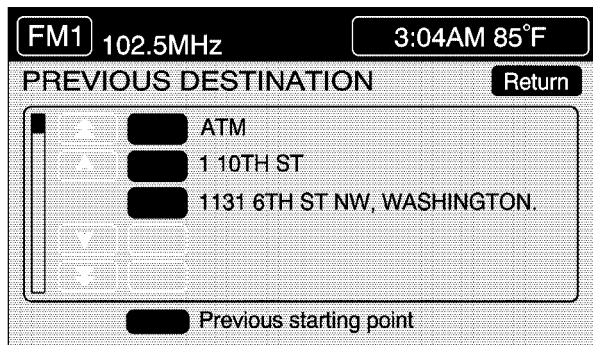 FM1 102.5MHz 3:04AM 85°F
PREVIOUS DESTINATION Return
ATM
1 10TH ST
1131 6TH ST NW, WASHINGTON.
Previous starting point